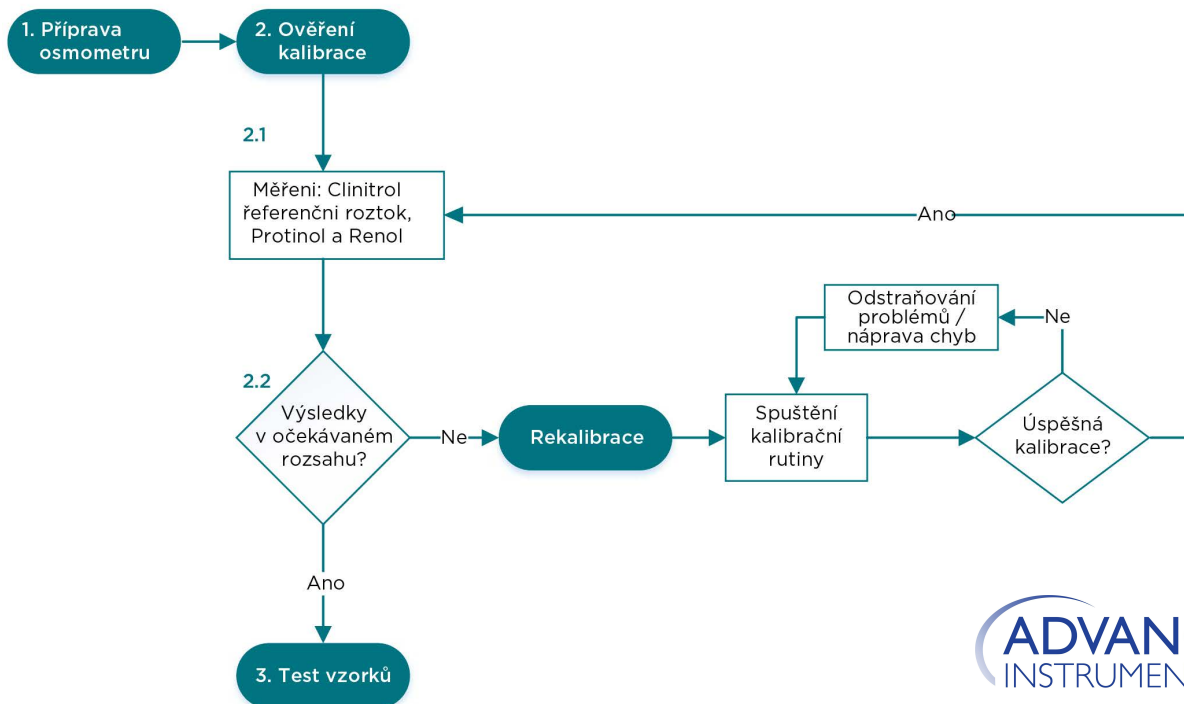 1. Příprava
osmometru
2. Ověření
kalibrace
2.1
Měřeni: Clinitrol
řeferenčni roztok,
Protinol a Renol
Ano
Odstraňování
problémů /
náprava chyb
Ne
2.2
Výsledky
v očekávaném
rozsahu?
Ne
Rekalibrace
Spuštění
kalibrační
rutiny
Úspěšná
kalibrace?
Ano
3. Test vzorků
ADVAN
INSTRUMEN